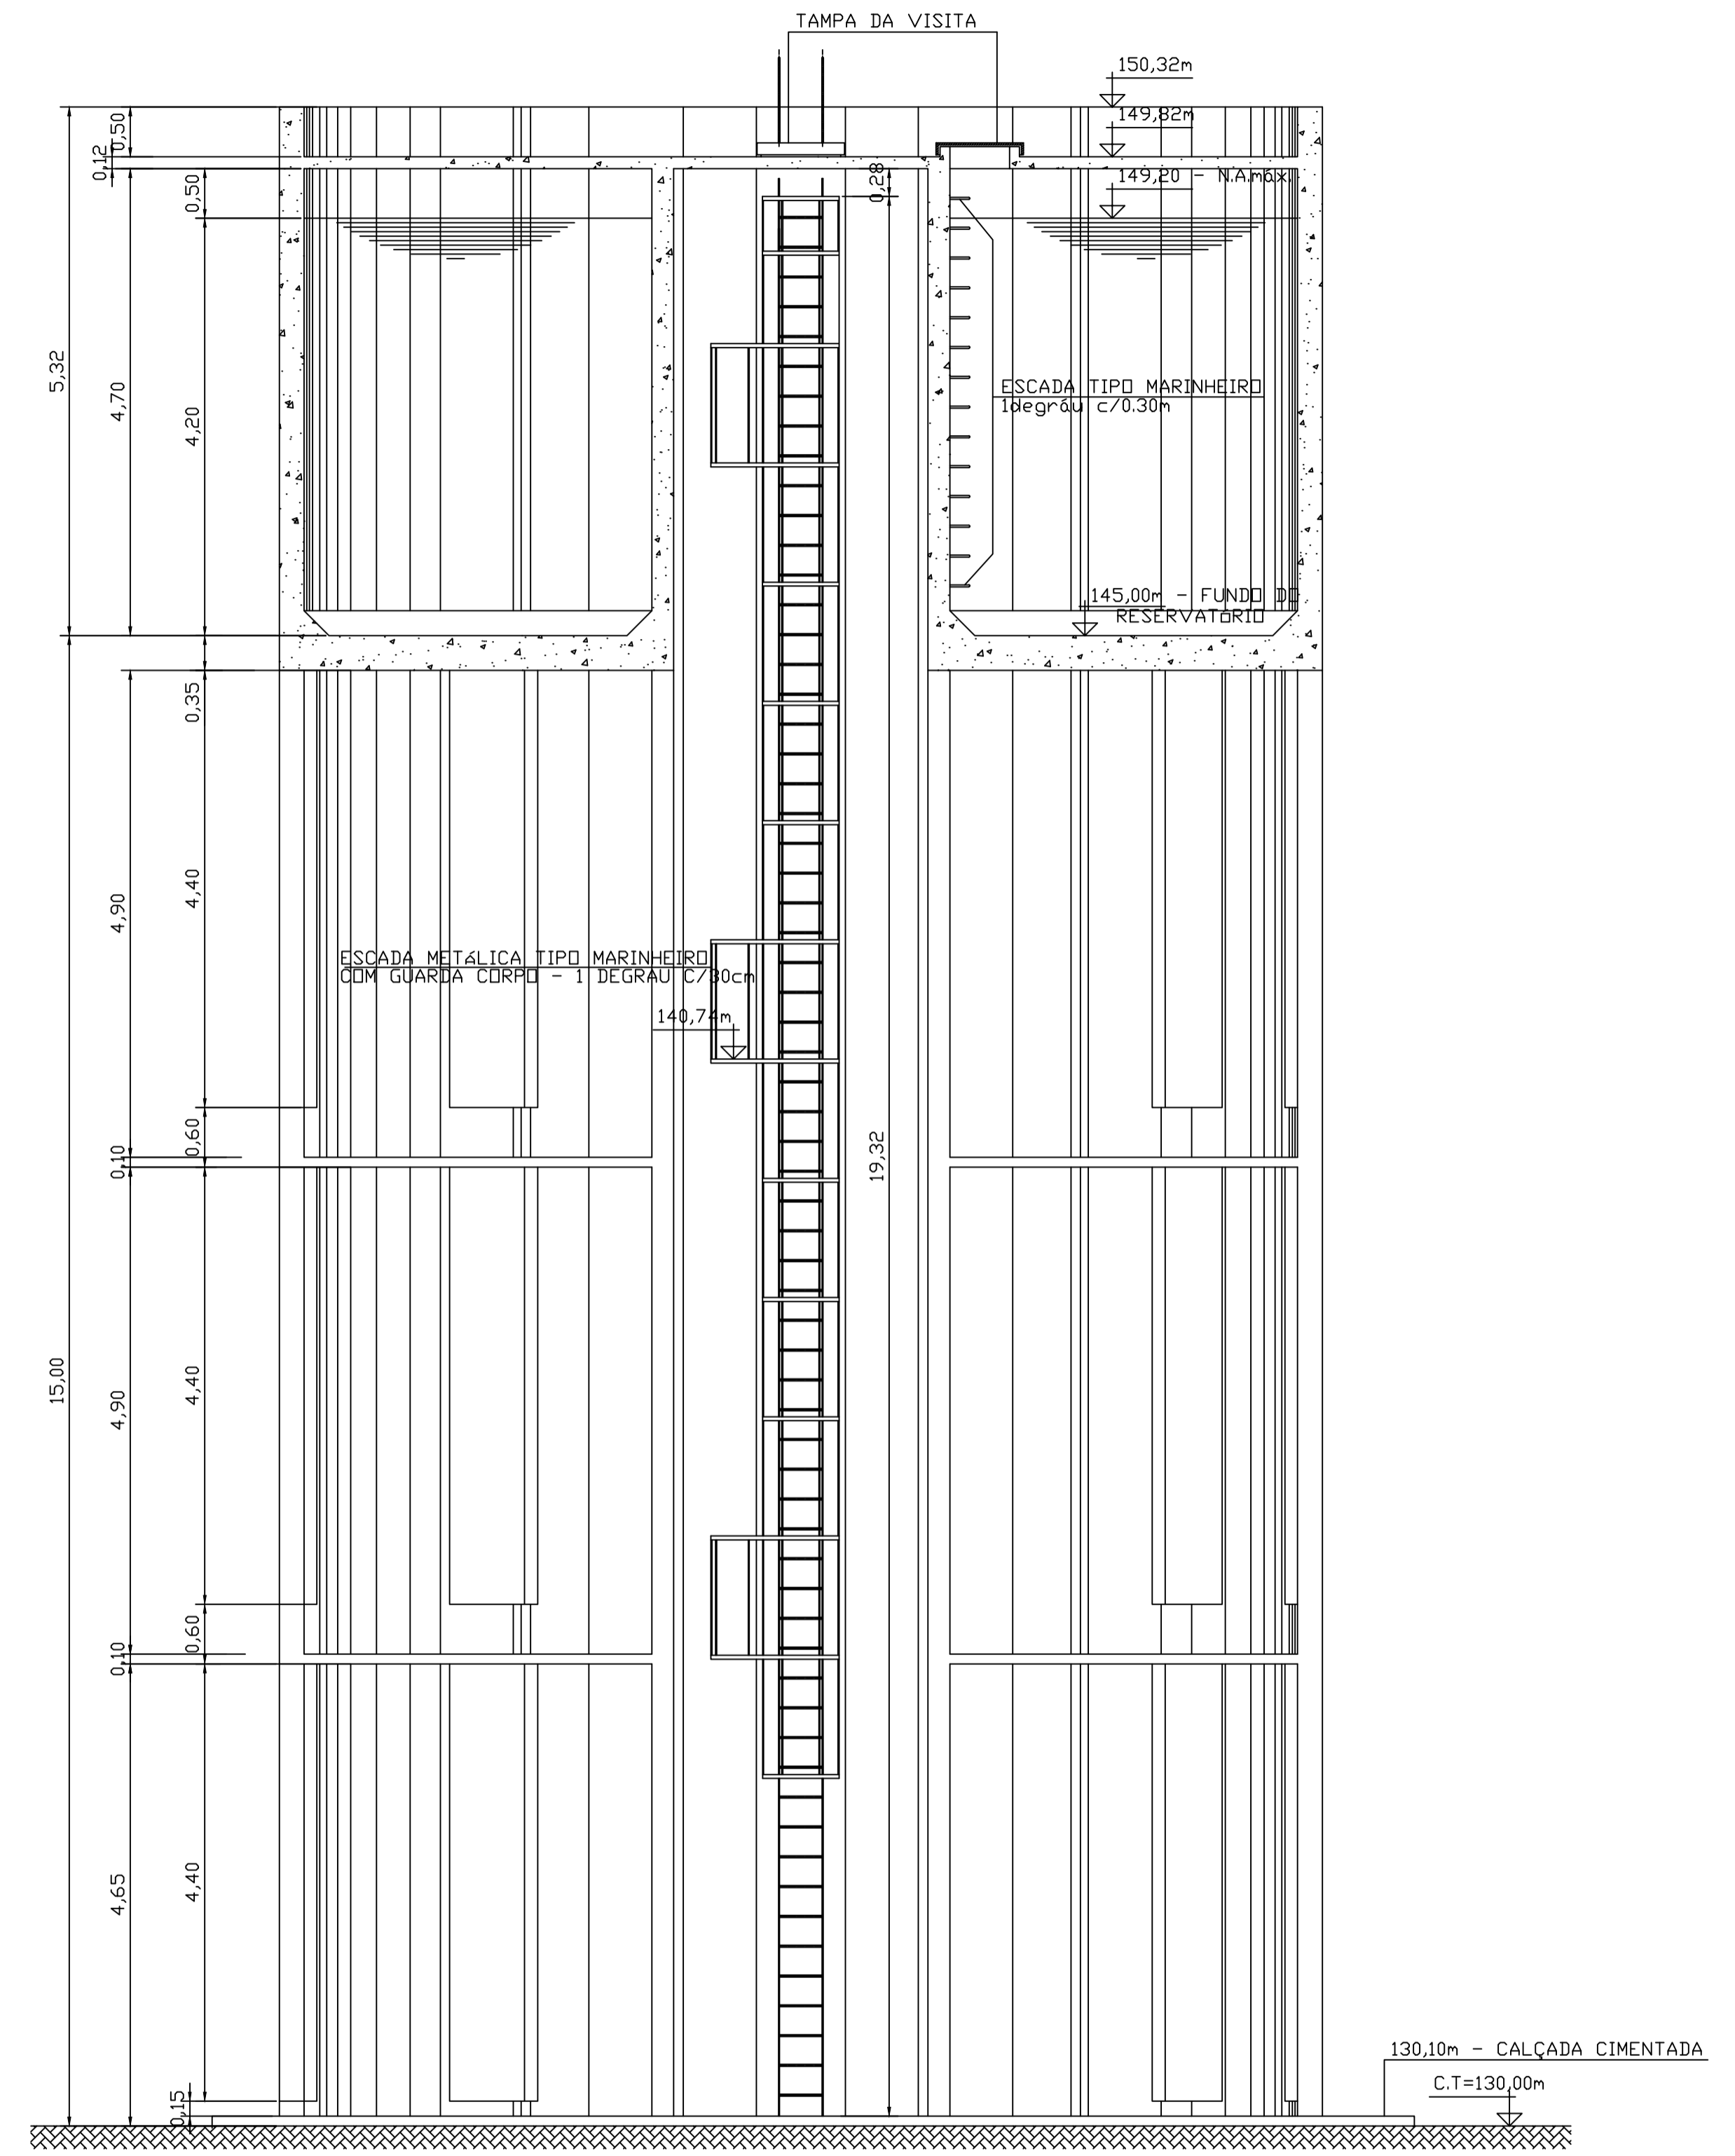 TAMPA DA VISITA
150,32m
149,82m
149,20 - N.A.máx.
0,50
0,12
0,50
0,28
5,32
4,70
4,20
ESCADA TIPO MARINHEIRO
1degráu c/0.30m
145,00m - FUNDO DE
RESERVATóRIO
0,35
4,90
4,40
ESCADA METáLICA TIPO MARINHEIRO
COM GUARDA CORPO - 1 DEGRAU C/30cm
140,74m
0,60
0,10
19,32
15,00
4,90
4,40
0,60
0,10
4,65
4,40
0,15
130,10m - CALÇADA CIMENTADA
C.T=130,00m